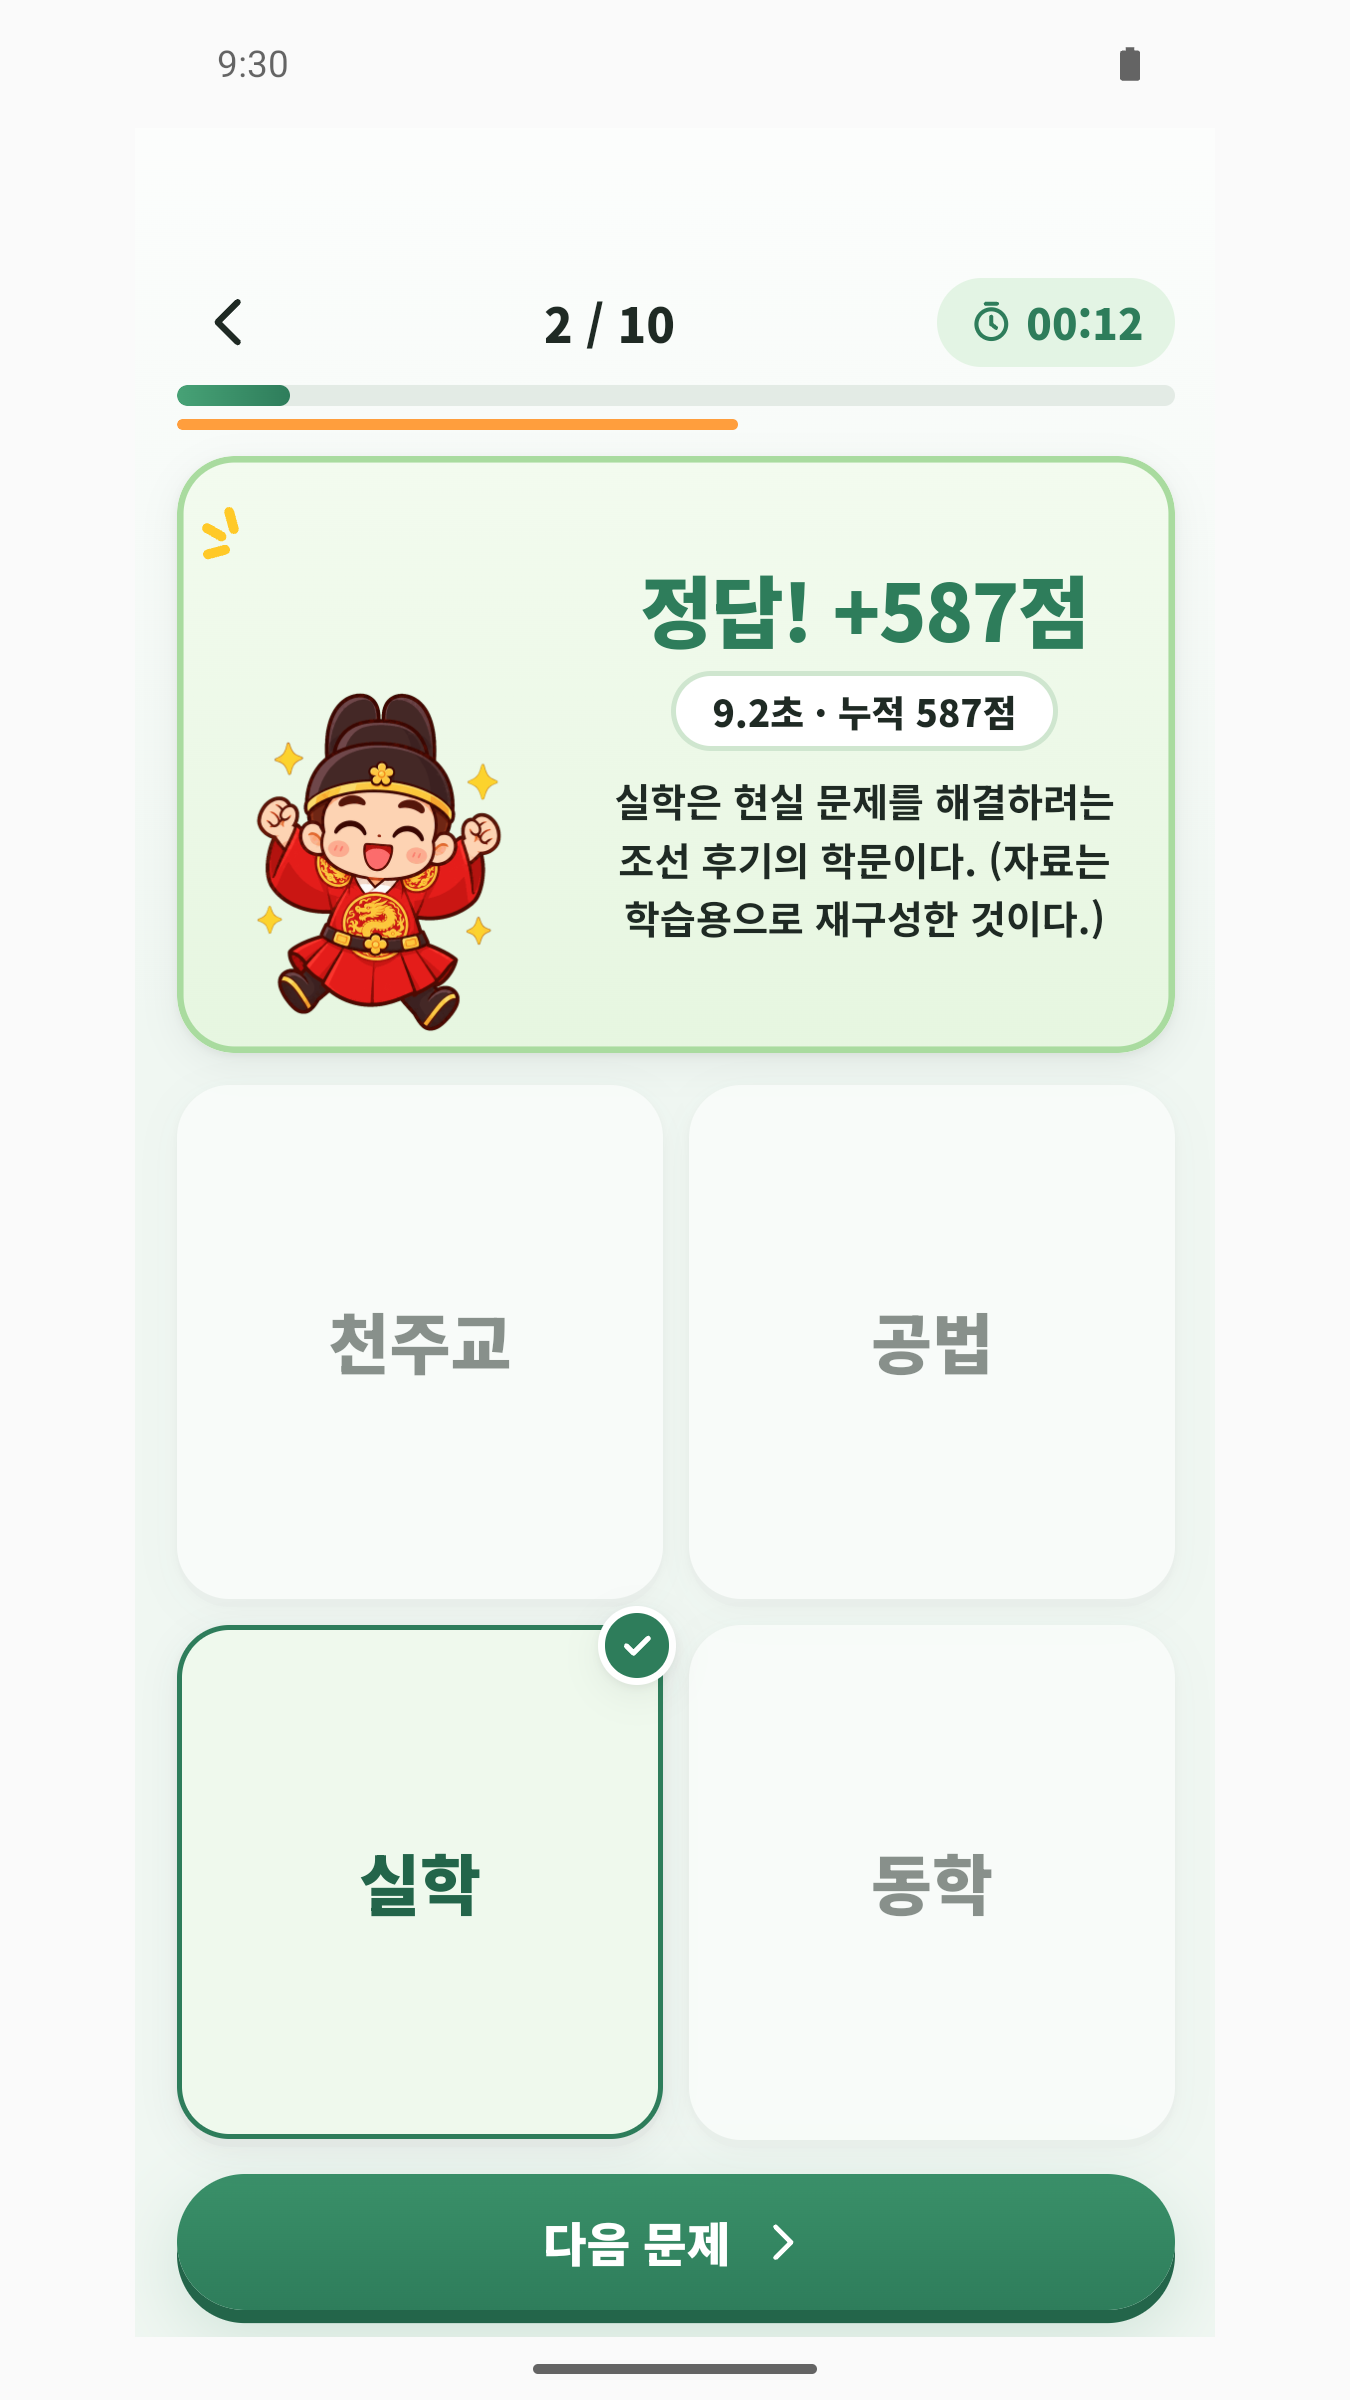 9:30
2 / 10
00:12
정답! +587점
9.2초 · 누적 587점
실학은 현실 문제를 해결하려는
조선 후기의 학문이다. (자료는
학습용으로 재구성한 것이다.)
천주교
공법
실학
동학
다음 문제